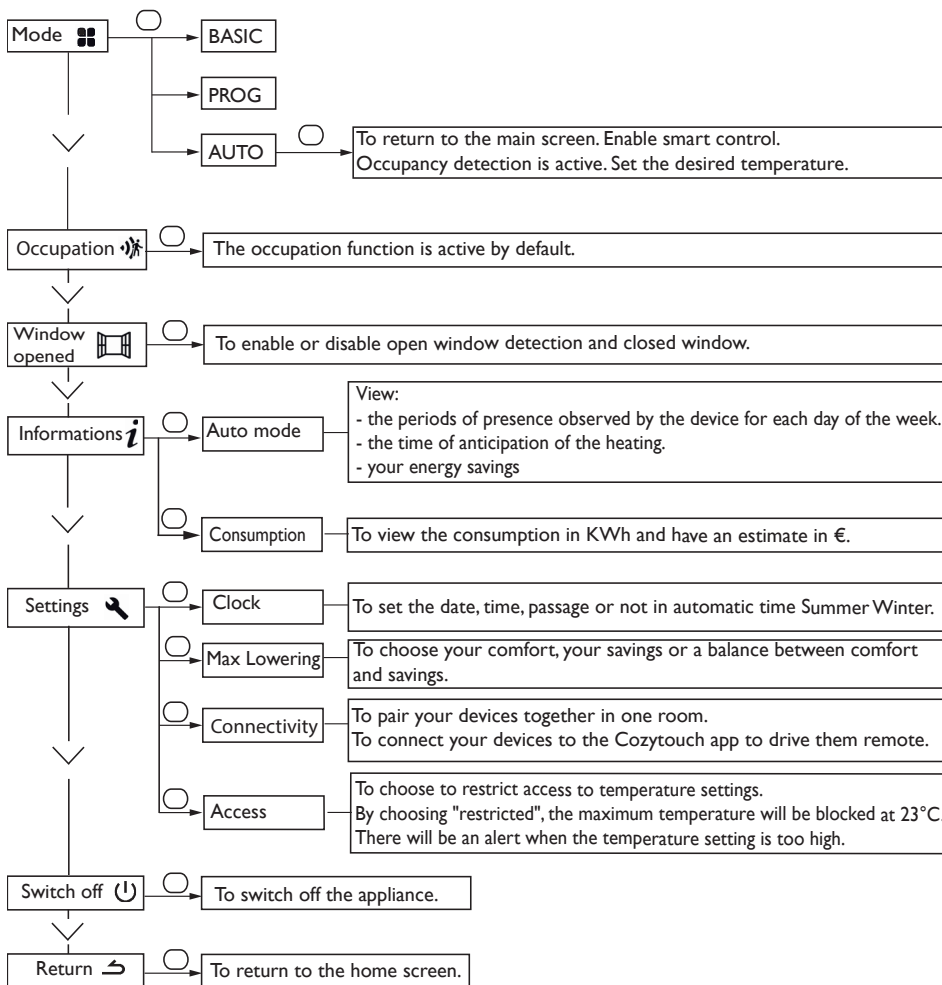 Mode
BASIC
PROG
AUTO
To return to the main screen. Enable smart control.
Occupancy detection is active. Set the desired temperature.
Occupation
The occupation function is active by default.
Window
opened
To enable or disable open window detection and closed window.
Informations i
Auto mode
View:
- the periods of presence observed by the device for each day of the week.
- the time of anticipation of the heating.
- your energy savings
Consumption
To view the consumption in KWh and have an estimate in €.
Settings
Clock
To set the date, time, passage or not in automatic time Summer Winter.
Max Lowering
To choose your comfort, your savings or a balance between comfort
and savings.
Connectivity
To pair your devices together in one room.
To connect your devices to the Cozytouch app to drive them remote.
Access
To choose to restrict access to temperature settings.
By choosing "restricted", the maximum temperature will be blocked at 23°C.
There will be an alert when the temperature setting is too high.
Switch off
To switch off the appliance.
Return
To return to the home screen.